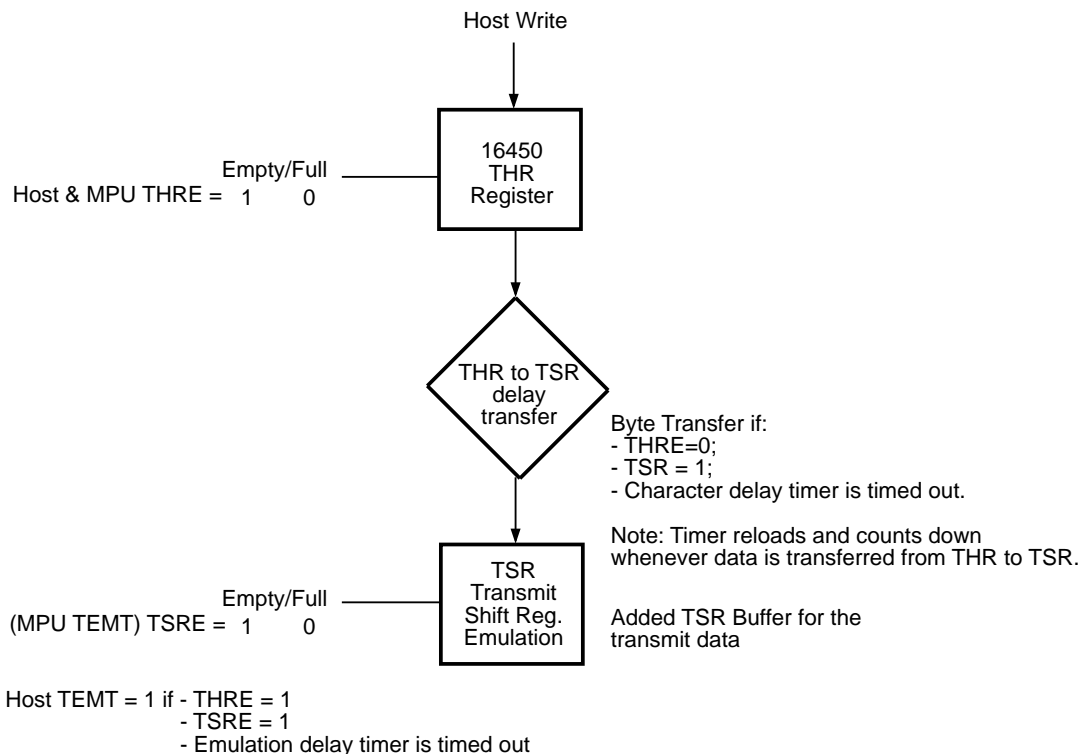 Host Write
16450
THR
Register
Empty/Full
Host & MPU THRE = 1 0
THR to TSR
delay
transfer
Byte Transfer if:
- THRE=0;
- TSR = 1;
- Character delay timer is timed out.
Note: Timer reloads and counts down
whenever data is transferred from THR to TSR.
TSR
Transmit
Shift Reg.
Emulation
Empty/Full
(MPU TEMT) TSRE = 1 0
Added TSR Buffer for the
transmit data
Host TEMT = 1 if - THRE = 1
- TSRE = 1
- Emulation delay timer is timed out